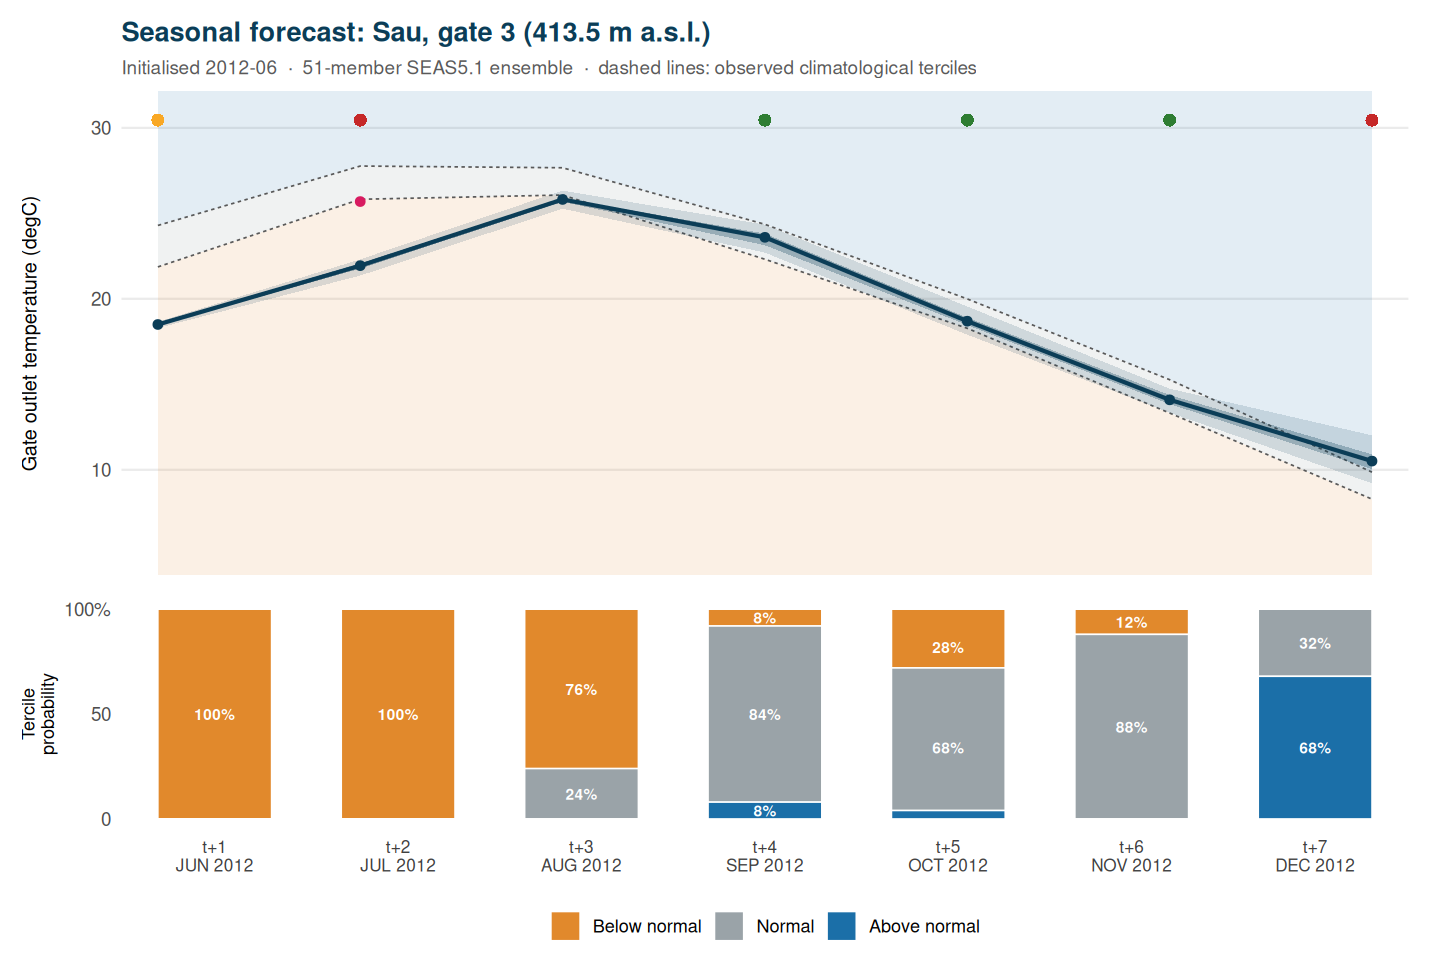 Seasonal forecast: Sau, gate 3 (413.5 m a.s.l.)
Initialised 2012-06 · 51-member SEAS5.1 ensemble · dashed lines: observed climatological terciles
Gate outlet temperature (degC)
30
20
10
Tercile
probability
100%
50
0
100%
100%
76%
24%
8%
84%
8%
28%
68%
12%
88%
32%
68%
t+1
JUN 2012
t+2
JUL 2012
t+3
AUG 2012
t+4
SEP 2012
t+5
OCT 2012
t+6
NOV 2012
t+7
DEC 2012
Below normal
Normal
Above normal